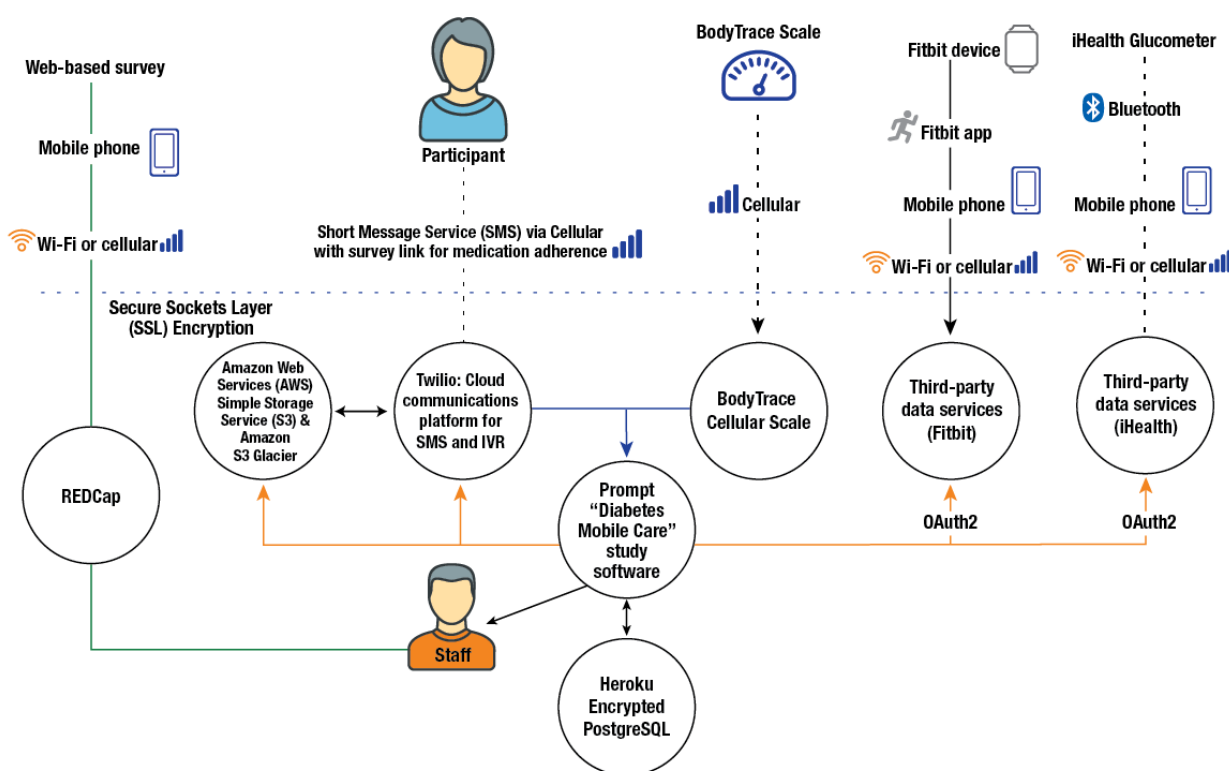 Web-based survey
Mobile phone
Wi-Fi or cellular
Participant
Short Message Service (SMS) via Cellular
with survey link for medication adherence
BodyTrace Scale
Cellular
Fitbit device
Fitbit app
Mobile phone
Wi-Fi or cellular
iHealth Glucometer
Bluetooth
Mobile phone
Wi-Fi or cellular
Secure Sockets Layer
(SSL) Encryption
Amazon Web
Services (AWS)
Simple Storage
Service (S3) &
Amazon
S3 Glacier
Twilio: Cloud
communications
platform for
SMS and IVR
BodyTrace
Cellular Scale
Third-party
data services
(Fitbit)
Third-party
data services
(iHealth)
REDCap
Prompt
“Diabetes
Mobile Care”
study
software
OAuth2
OAuth2
Staff
Heroku
Encrypted
PostgreSQL